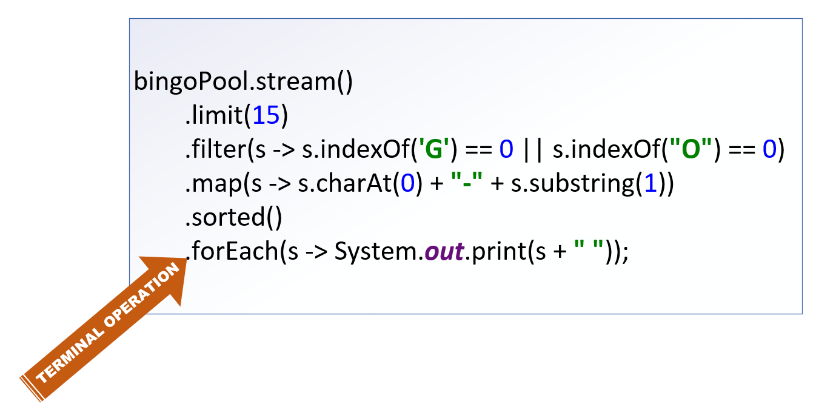 bingoPool.stream()
.limit(15)
.filter(s -> s.indexOf('G') == 0 || s.indexOf("O") == 0)
.map(s -> s.charAt(0) + "-" + s.substring(1))
.sorted()
.forEach(s -> System.out.print(s + " "));
TERMINAL OPERATION